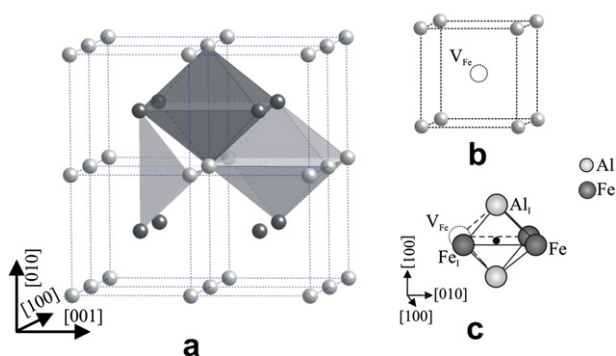 V_Fe
Al
Fe
Al_I
V_Fe
Fe_I
Fe
[010]
[100]
[001]
[100]
[010]
[100]
a
b
c